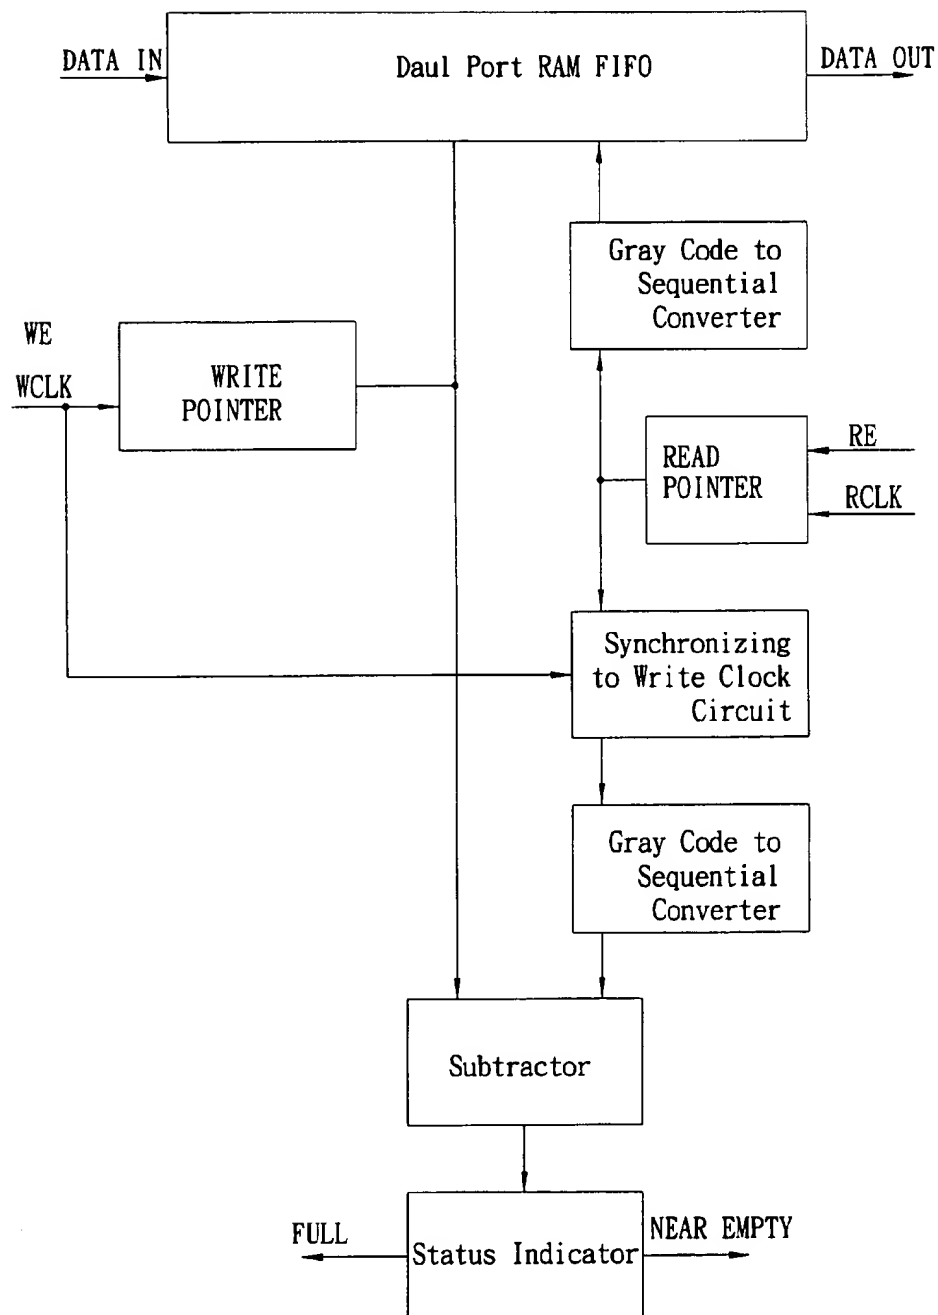 DATA IN
Daul Port RAM FIFO
DATA OUT
Gray Code to
Sequential
Converter
WE
WCLK
WRITE
POINTER
READ
POINTER
RE
RCLK
Synchronizing
to Write Clock
Circuit
Gray Code to
Sequential
Converter
Subtractor
FULL
Status Indicator
NEAR EMPTY